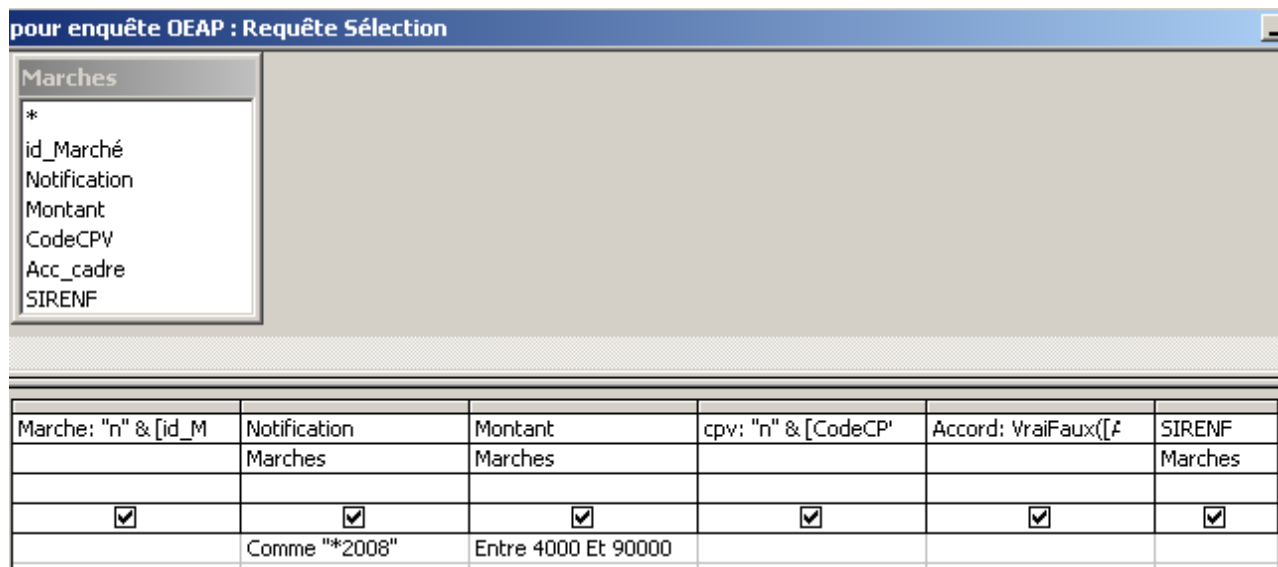 pour enquête OEAP : Requête Sélection
Marches
*
id_Marché
Notification
Montant
CodeCPV
Acc_cadre
SIRENF
Marche: "n" & [id_M Notification Montant cpv: "n" & [CodeCP' Accord: VraiFaux([A SIRENF
Marches Marches Marches
Comme "*2008" Entre 4000 Et 90000